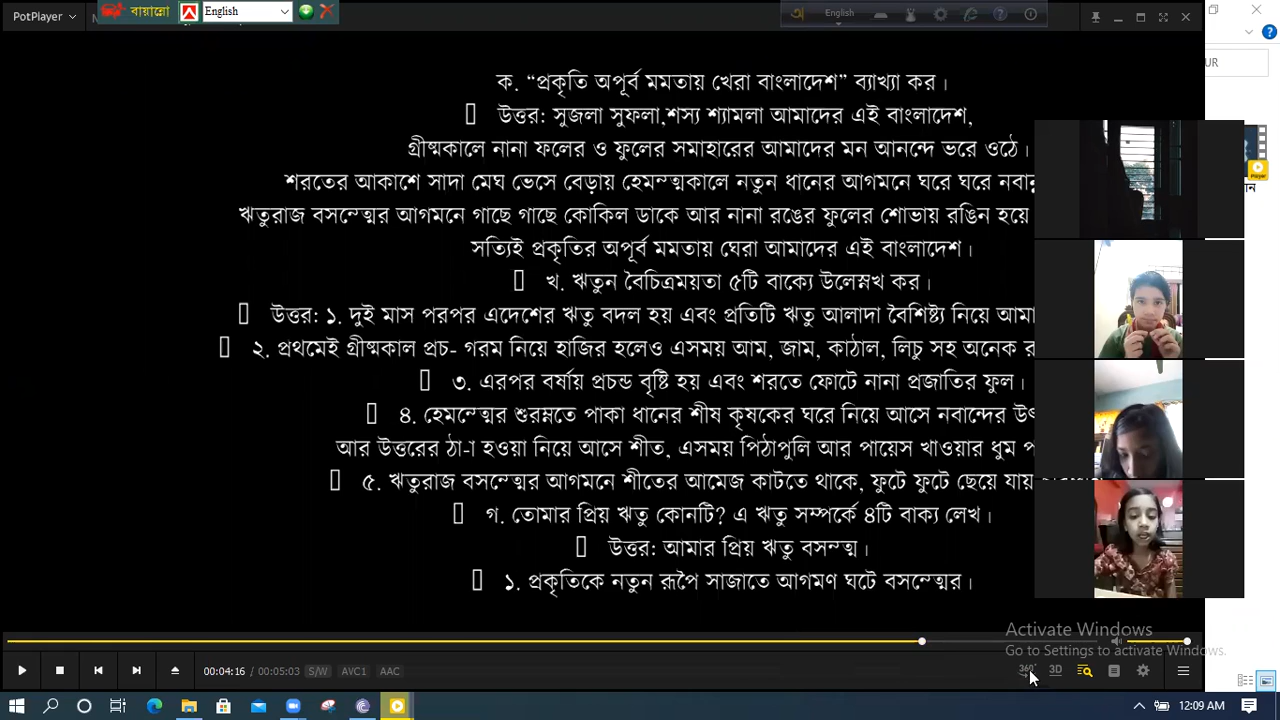 PotPlayer
বায়ান্নো
English
English
UR
ক. “প্রকৃতি অপূর্ব মমতায় খেরা বাংলাদেশ” ব্যাখ্যা কর।
উত্তর: সুজলা সুফলা,শস্য শ্যামলা আমাদের এই বাংলাদেশ,
গ্রীষ্মকালে নানা ফলের ও ফুলের সমাহারের আমাদের মন আনন্দে ভরে ওঠে।
শরতের আকাশে সাদা মেঘ ভেসে বেড়ায় হেমন্ত্মকালে নতুন ধানের আগমনে ঘরে ঘরে
ঋতুরাজ বসন্ত্মের আগমনে গাছে গাছে কোকিল ডাকে আর নানা রঙের ফুলের শোভায় রঙিন হয়ে
সত্যিই প্রকৃতির অপূর্ব মমতায় ঘেরা আমাদের এই বাংলাদেশ।
খ. ঋতুন বৈচিত্রময়তা ৫টি বাক্যে উলেস্নখ কর।
উত্তর: ১. দুই মাস পরপর এদেশের ঋতু বদল হয় এবং প্রতিটি ঋতু আলাদা বৈশিষ্ট্য নিয়ে
২. প্রথমেই গ্রীষ্মকাল প্রচ- গরম নিয়ে হাজির হলেও এসময় আম, জাম, কাঠাল, লিচু সহ অনেক
৩. এরপর বর্ষায় প্রচন্ড বৃষ্টি হয় এবং শরতে ফোটে নানা প্রজাতির ফুল।
৪. হেমন্ত্মের শুরম্নতে পাকা ধানের শীষ কৃষকের ঘরে নিয়ে আসে নবান্দের
আর উত্তরের ঠা-া হওয়া নিয়ে আসে শীত, এসময় পিঠাপুলি আর পায়েস খাওয়ার ধুম
৫. ঋতুরাজ বসন্ত্মের আগমনে শীতের আমেজ কাটতে থাকে, ফুটে ফুটে ছেয়ে যায়
গ. তোমার প্রিয় ঋতু কোনটি? এ ঋতু সম্পর্কে ৪টি বাক্য লেখ।
উত্তর: আমার প্রিয় ঋতু বসন্ত্ম।
১. প্রকৃতিকে নতুন রূপৈ সাজাতে আগমণ ঘটে বসন্ত্মের।
Activate Windows
Go to Settings to activate Windows.
00:04:16 / 00:05:03 S/W AVC1 AAC
360° 3D
12:09 AM